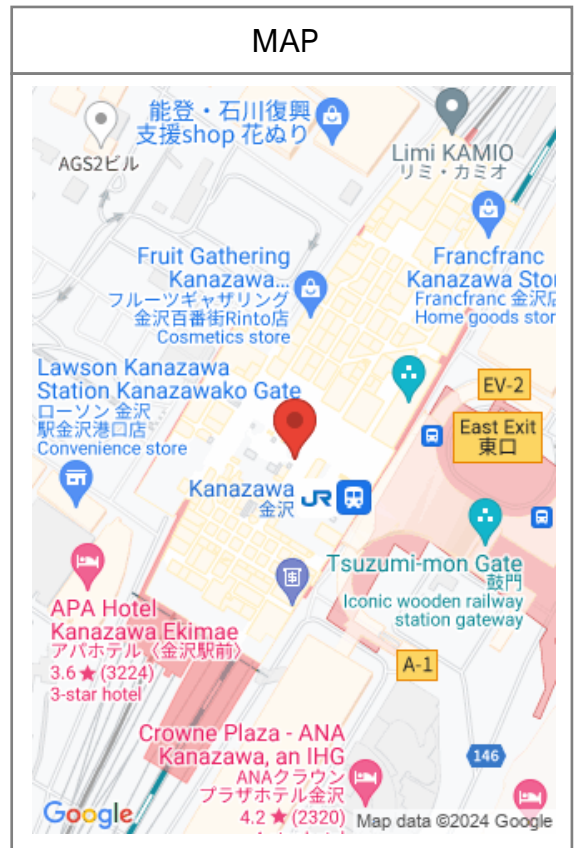 MAP
能登・石川復興
支援shop 花ぬり
AGS2ビル
Limi KAMIO
リミ・カミオ
Fruit Gathering
Kanazawa...
フルーツギャザリング
金沢百番街Rinto店
Cosmetics store
Francfranc
Kanazawa Sto
Francfranc 金沢店
Home goods stor
Lawson Kanazawa
Station Kanazawako Gate
ローソン 金沢
駅金沢港口店
Convenience store
EV-2
East Exit
東口
Kanazawa
金沢
JR
Tsuzumi-mon Gate
鼓門
Iconic wooden railway
station gateway
APA Hotel
Kanazawa Ekimae
アパホテル〈金沢駅前〉
3.6★(3224)
3-star hotel
A-1
Crowne Plaza - ANA
Kanazawa, an IHG
ANAクラウン
プラザホテル金沢
4.2★(2320)
146
Google
Map data ©2024 Google